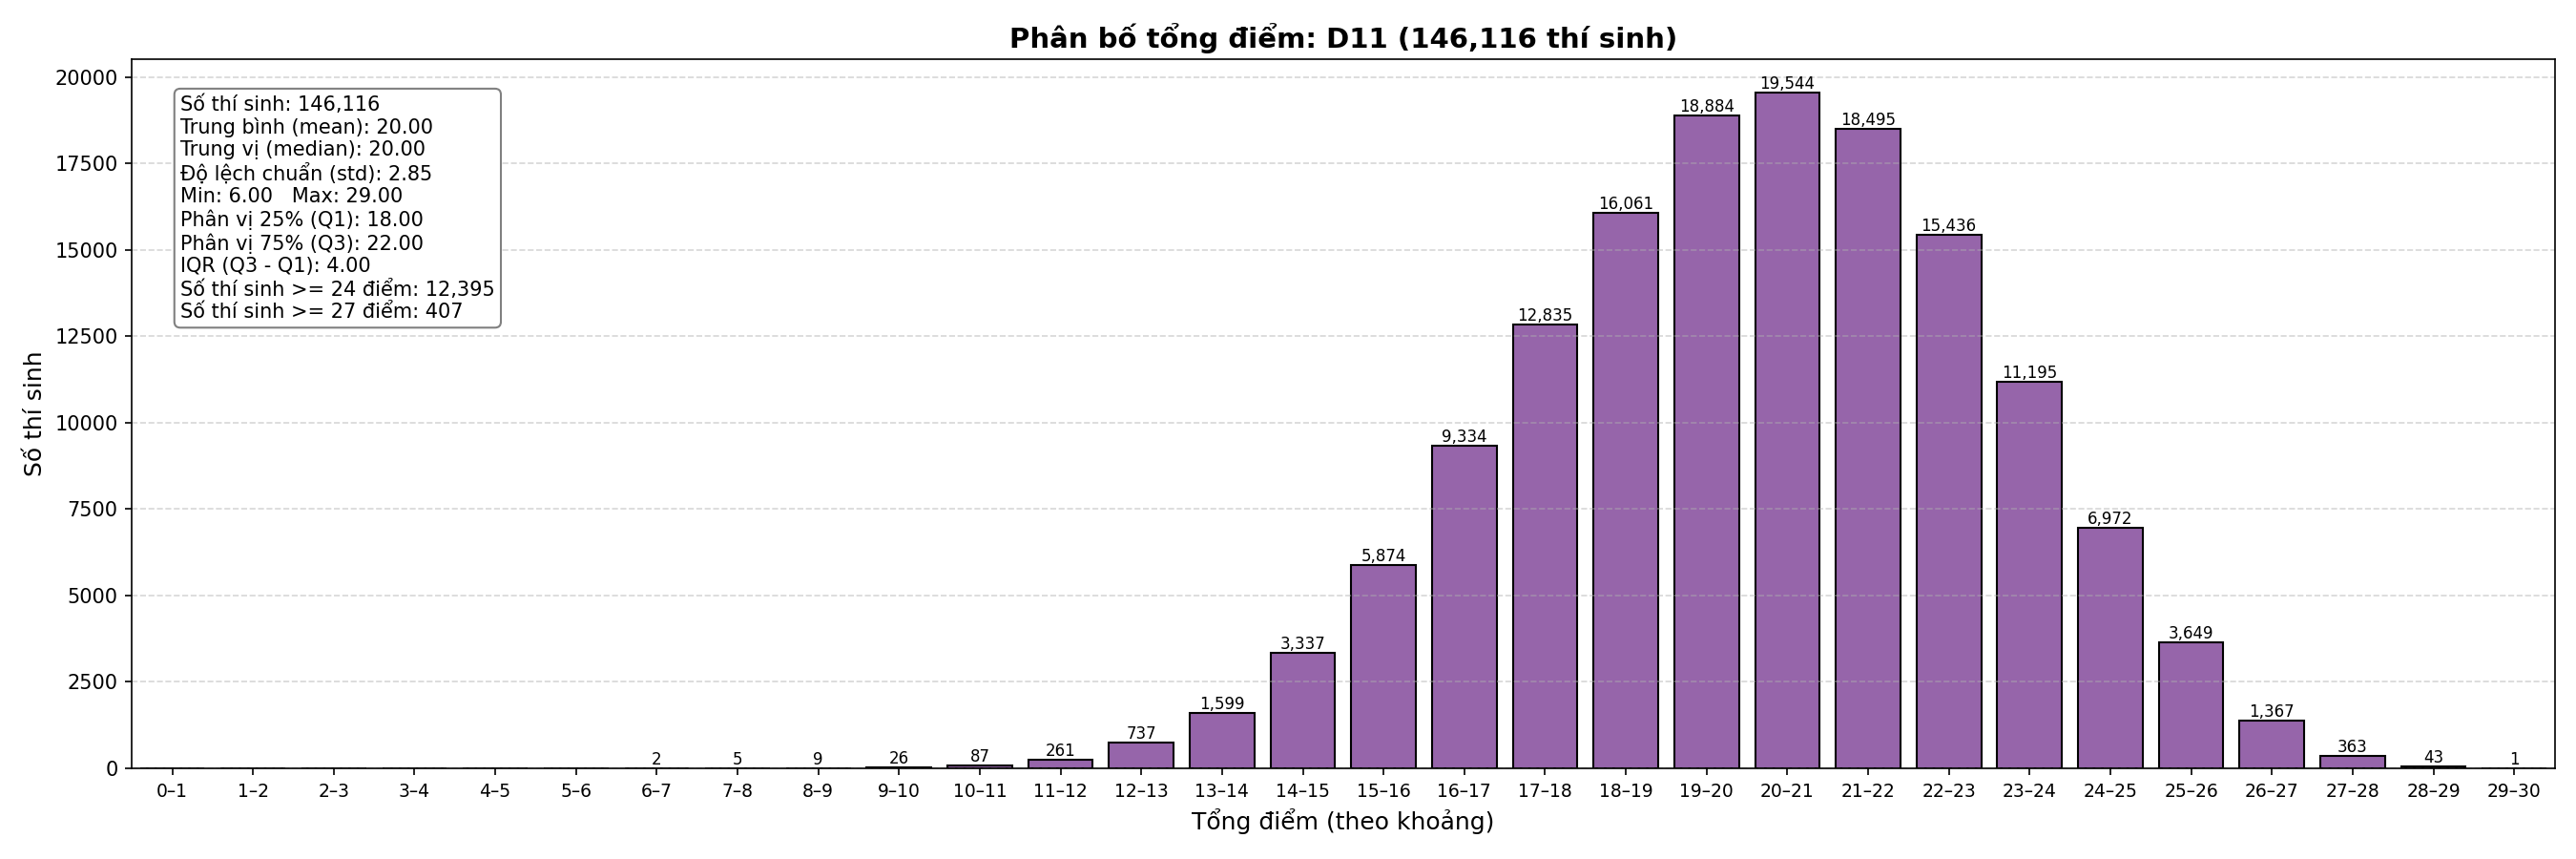 Phân bố tổng điểm: D11 (146,116 thí sinh)
Số thí sinh
20000
17500
15000
12500
10000
7500
5000
2500
0
Số thí sinh: 146,116
Trung bình (mean): 20.00
Trung vị (median): 20.00
Độ lệch chuẩn (std): 2.85
Min: 6.00   Max: 29.00
Phân vị 25% (Q1): 18.00
Phân vị 75% (Q3): 22.00
IQR (Q3 - Q1): 4.00
Số thí sinh >= 24 điểm: 12,395
Số thí sinh >= 27 điểm: 407
2 5 9 26 87 261 737 1,599 3,337 5,874 9,334 12,835 16,061 18,884 19,544 18,495 15,436 11,195 6,972 3,649 1,367 363 43 1
0–1 1–2 2–3 3–4 4–5 5–6 6–7 7–8 8–9 9–10 10–11 11–12 12–13 13–14 14–15 15–16 16–17 17–18 18–19 19–20 20–21 21–22 22–23 23–24 24–25 25–26 26–27 27–28 28–29 29–30
Tổng điểm (theo khoảng)